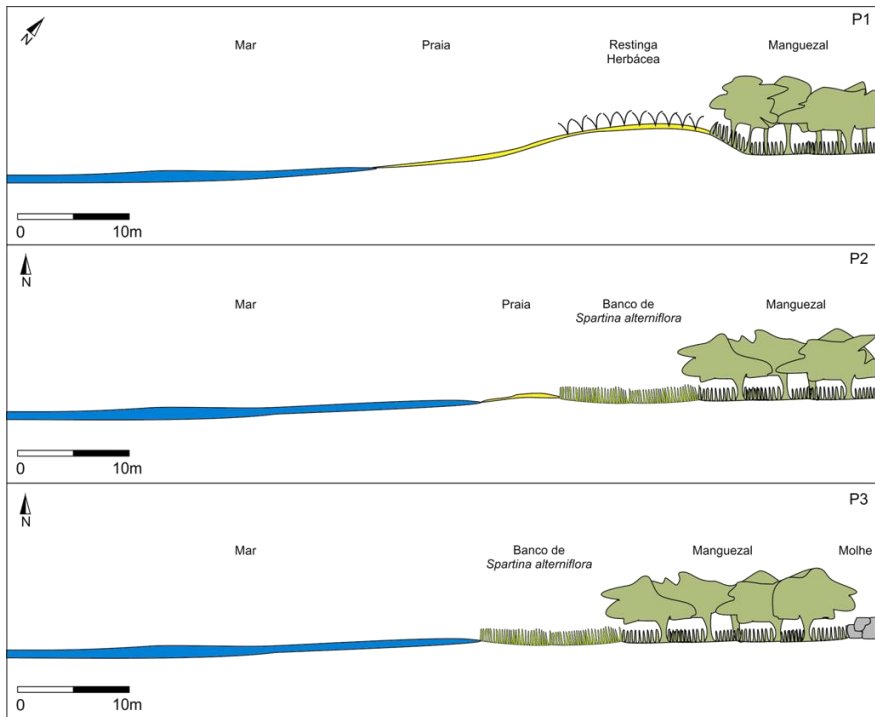 P1
N
Mar
Praia
Restinga
Herbácea
Manguezal
0
10m
P2
N
Mar
Praia
Banco de
Spartina alterniflora
Manguezal
0
10m
P3
N
Mar
Banco de
Spartina alterniflora
Manguezal
Molhe
0
10m